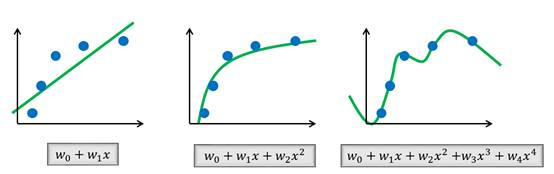 w₀ + w₁x
w₀ + w₁x + w₂x²
w₀ + w₁x + w₂x² +w₃x³ + w₄x⁴